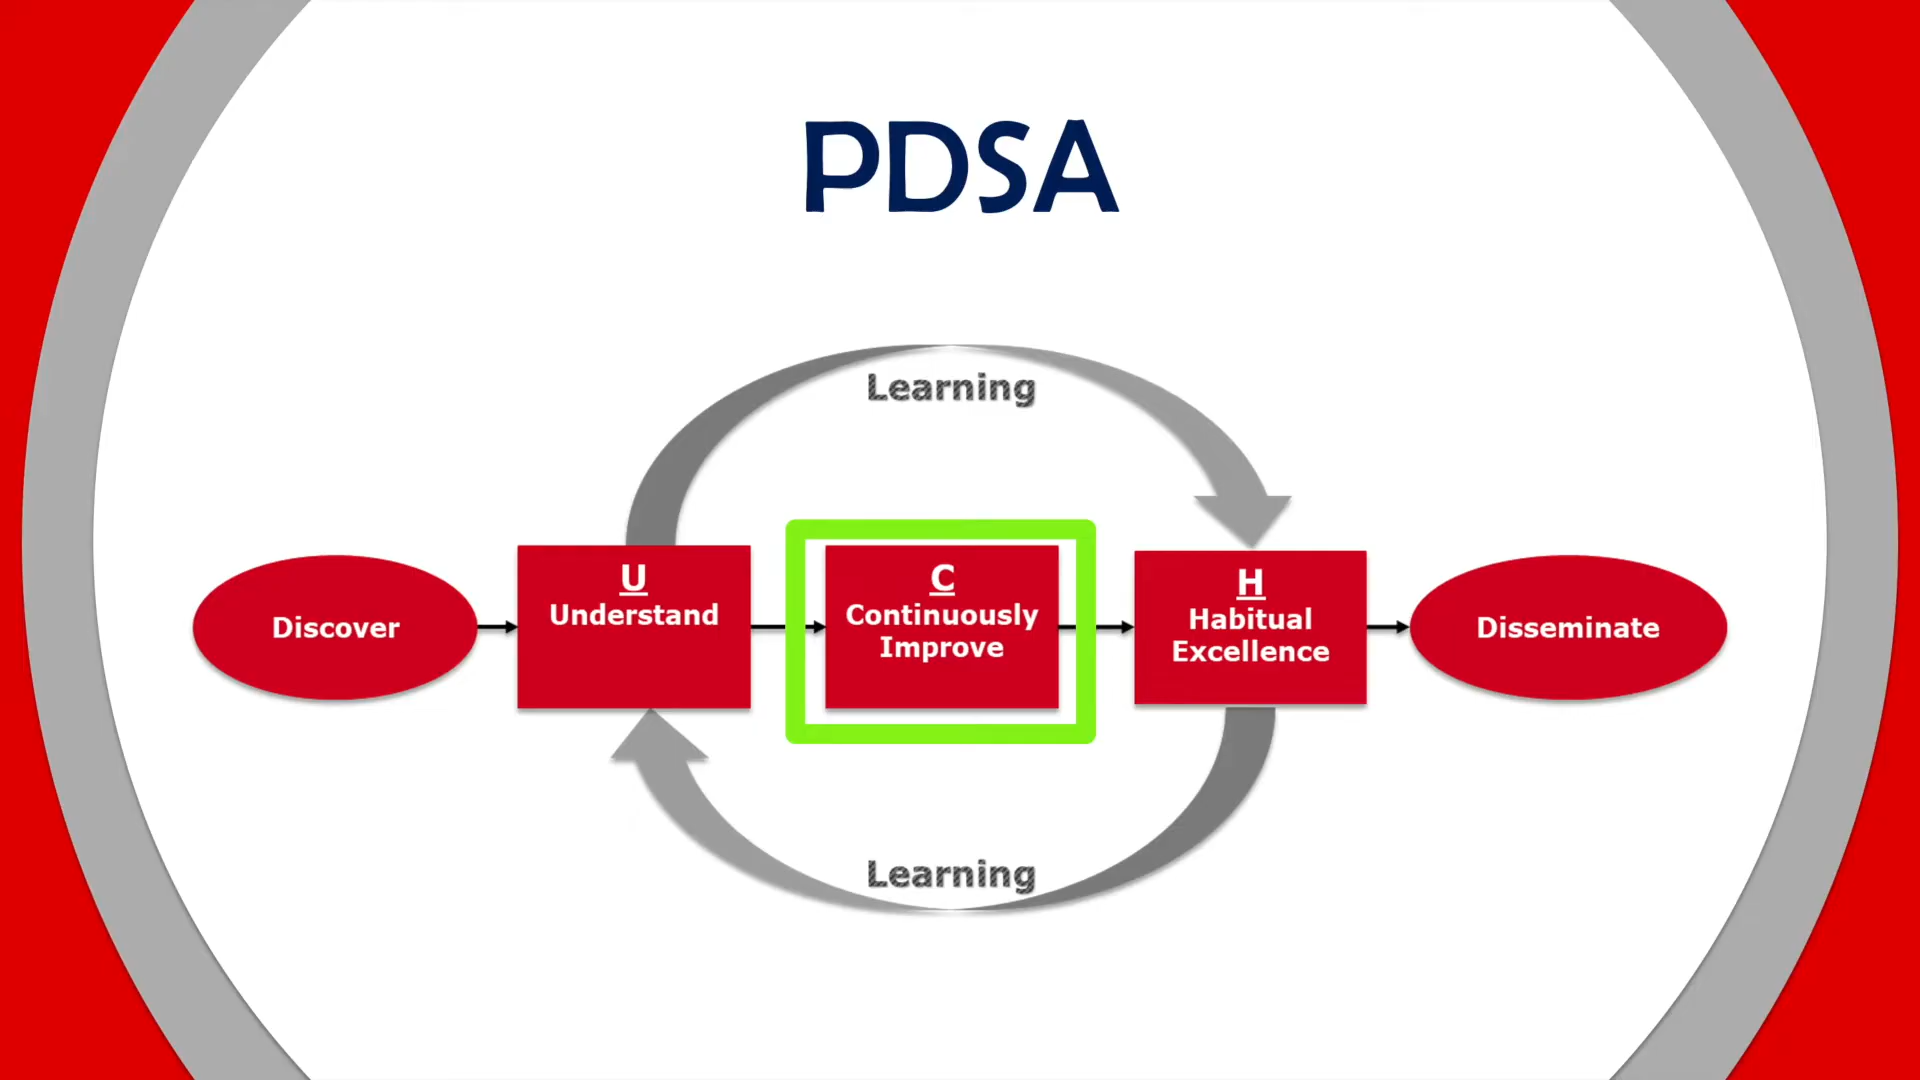 PDSA
Learning
Discover
U
Understand
C
Continuously
Improve
H
Habitual
Excellence
Disseminate
Learning